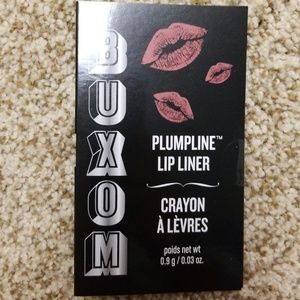 BUXOM
PLUMPLINE™
LIP LINER
CRAYON
À LÈVRES
poids net wt
0.9 g / 0.03 oz.